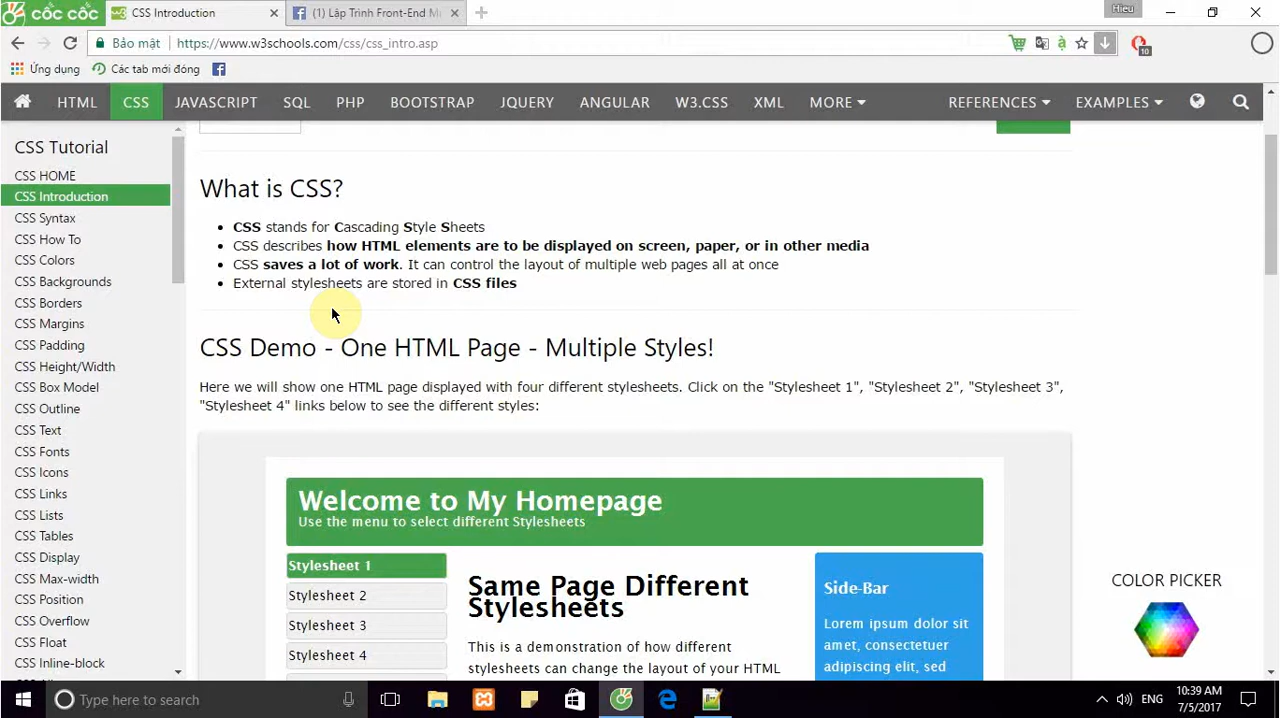 cốc cốc
CSS Introduction
(1) Lập Trình Front-End M
Hieu
Bảo mật
https://www.w3schools.com/css/css_intro.asp
10
Ứng dụng
Các tab mới đóng
HTML CSS JAVASCRIPT SQL PHP BOOTSTRAP JQUERY ANGULAR W3.CSS XML MORE REFERENCES EXAMPLES
CSS Tutorial
CSS HOME
CSS Introduction
CSS Syntax
CSS How To
CSS Colors
CSS Backgrounds
CSS Borders
CSS Margins
CSS Padding
CSS Height/Width
CSS Box Model
CSS Outline
CSS Text
CSS Fonts
CSS Icons
CSS Links
CSS Lists
CSS Tables
CSS Display
CSS Max-width
CSS Position
CSS Overflow
CSS Float
CSS Inline-block
What is CSS?
CSS stands for Cascading Style Sheets
CSS describes how HTML elements are to be displayed on screen, paper, or in other media
CSS saves a lot of work. It can control the layout of multiple web pages all at once
External stylesheets are stored in CSS files
CSS Demo - One HTML Page - Multiple Styles!
Here we will show one HTML page displayed with four different stylesheets. Click on the "Stylesheet 1", "Stylesheet 2", "Stylesheet 3",
"Stylesheet 4" links below to see the different styles:
Welcome to My Homepage
Use the menu to select different Stylesheets
Stylesheet 1
Stylesheet 2
Stylesheet 3
Stylesheet 4
Same Page Different
Stylesheets
This is a demonstration of how different
stylesheets can change the layout of your HTML
Side-Bar
Lorem ipsum dolor sit
amet, consectetuer
adipiscing elit, sed
COLOR PICKER
Type here to search
ENG
10:39 AM
7/5/2017